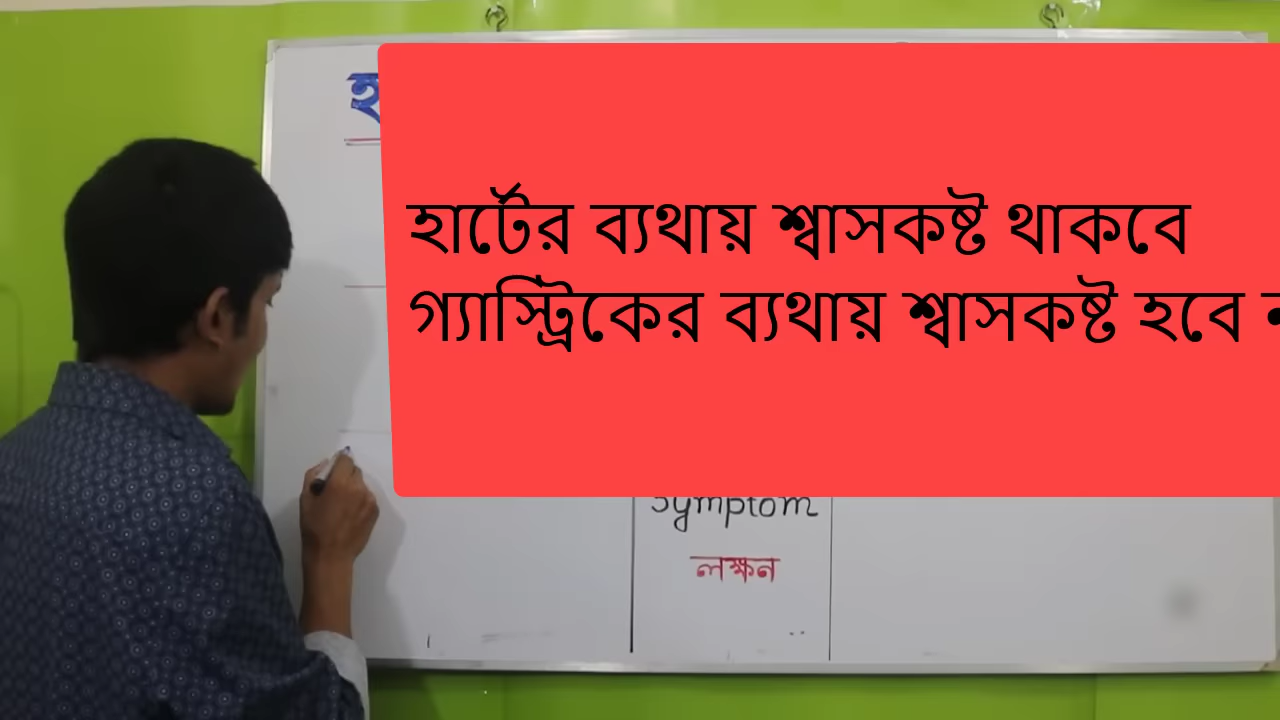 হার্টের ব্যথায় শ্বাসকষ্ট থাকবে
গ্যাস্ট্রিকের ব্যথায় শ্বাসকষ্ট হবে
Symptom
লক্ষন